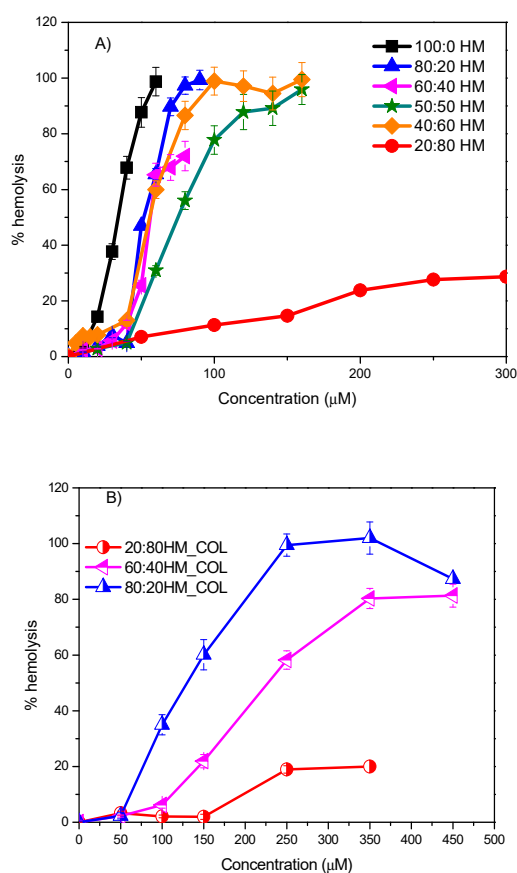 A)
100:0 HM
80:20 HM
60:40 HM
50:50 HM
40:60 HM
20:80 HM
120
100
80
60
40
20
0
% hemolysis
0 100 200 300
Concentration (μM)
B)
20:80HM_COL
60:40HM_COL
80:20HM_COL
120
100
80
60
40
20
0
% hemolysis
0 50 100 150 200 250 300 350 400 450 500
Concentration (μM)